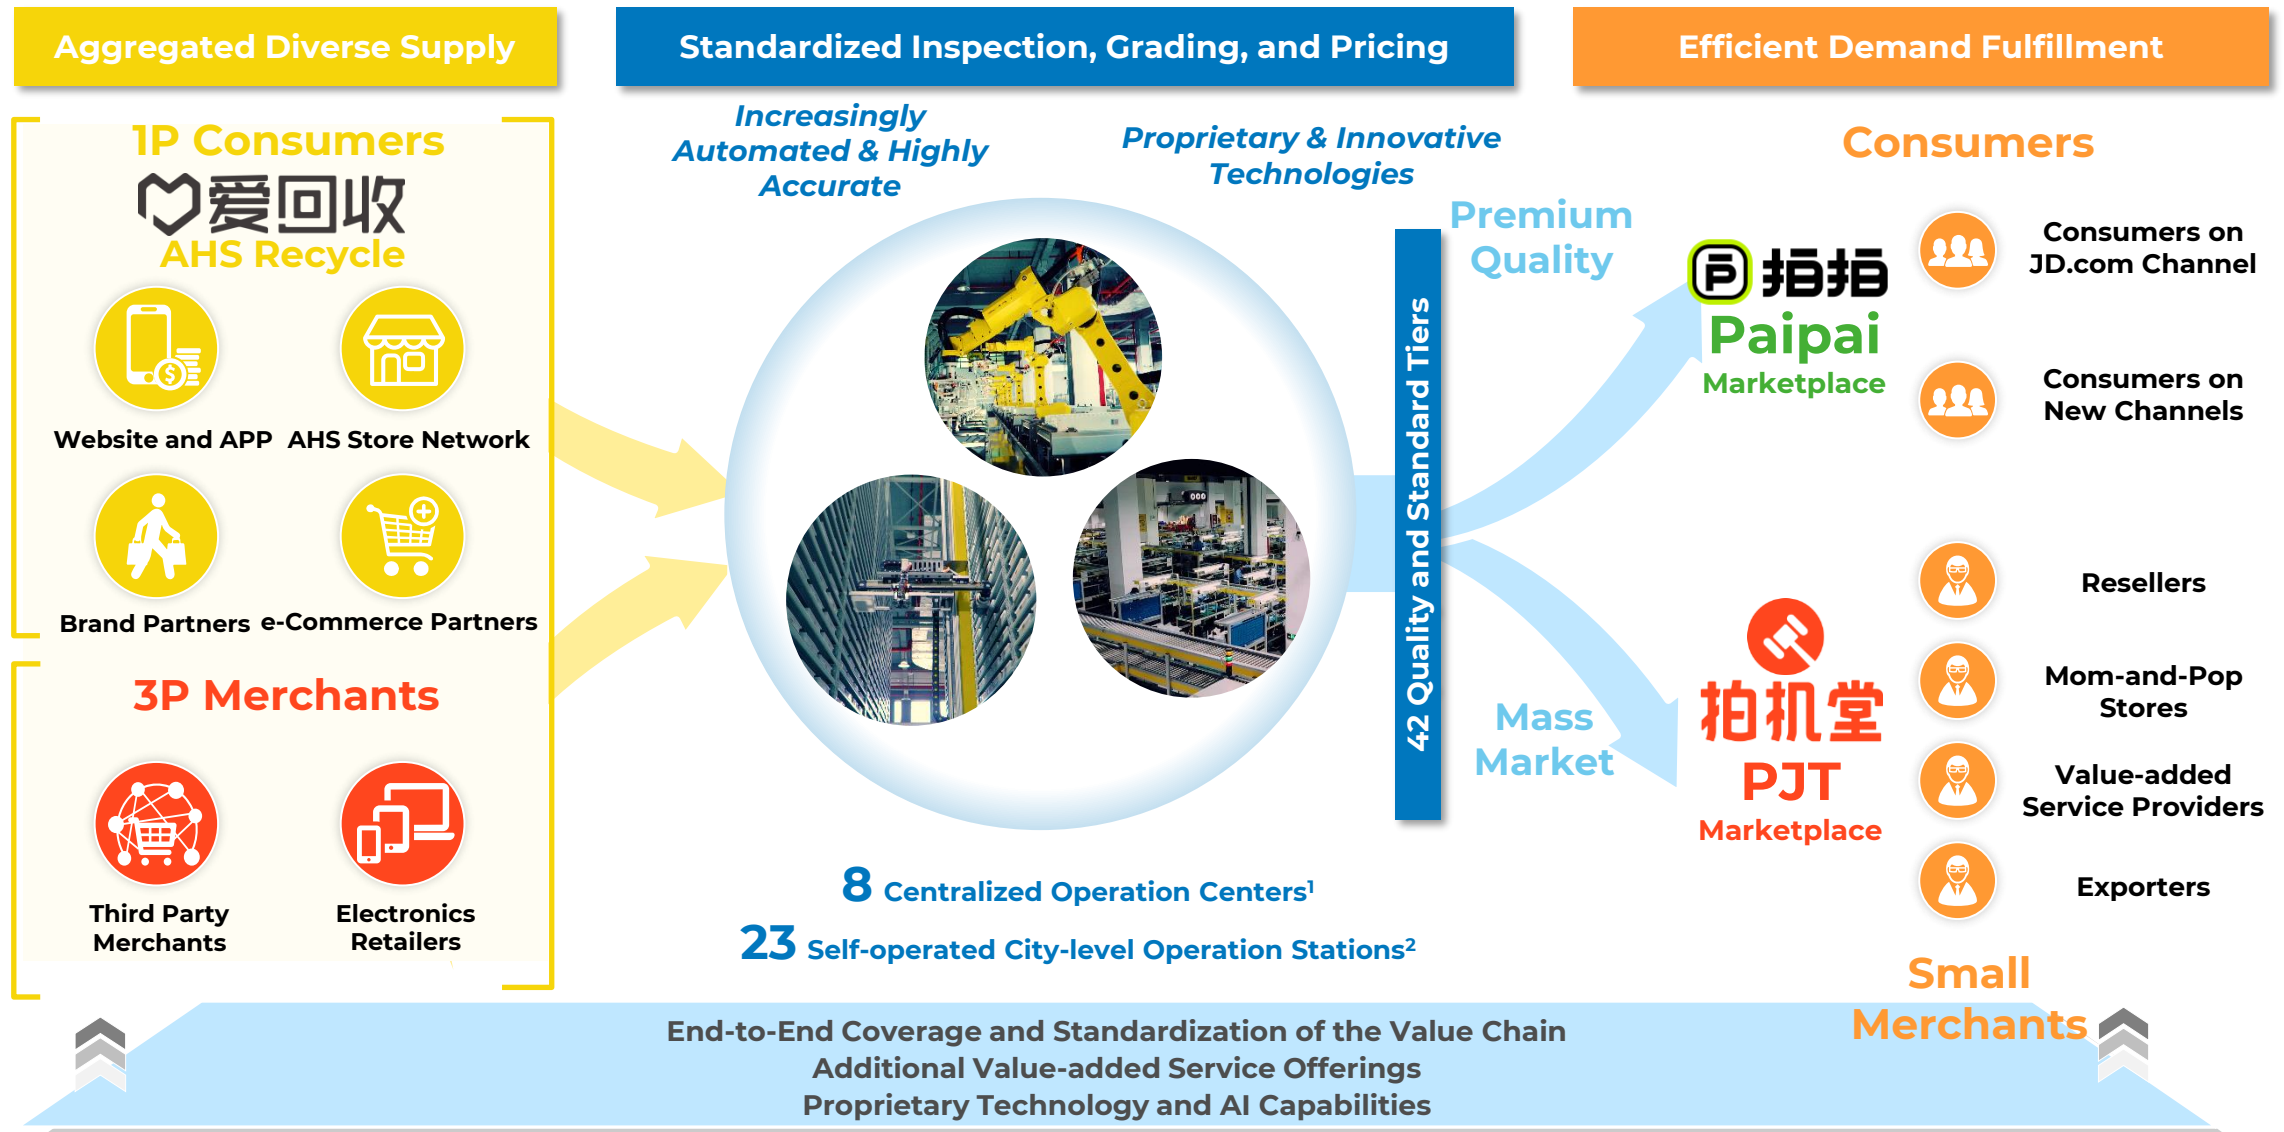 Aggregated Diverse Supply
1P Consumers
爱回收
AHS Recycle
Website and APP
AHS Store Network
Brand Partners
e-Commerce Partners
3P Merchants
Third Party
Merchants
Electronics
Retailers
Standardized Inspection, Grading, and Pricing
Increasingly
Automated & Highly
Accurate
Proprietary & Innovative
Technologies
42 Quality and Standard Tiers
8 Centralized Operation Centers¹
23 Self-operated City-level Operation Stations²
Premium
Quality
Mass
Market
Efficient Demand Fulfillment
Consumers
拍拍
Paipai
Marketplace
Consumers on
JD.com Channel
Consumers on
New Channels
拍机堂
PJT
Marketplace
Resellers
Mom-and-Pop
Stores
Value-added
Service Providers
Exporters
Small
Merchants
End-to-End Coverage and Standardization of the Value Chain
Additional Value-added Service Offerings
Proprietary Technology and AI Capabilities